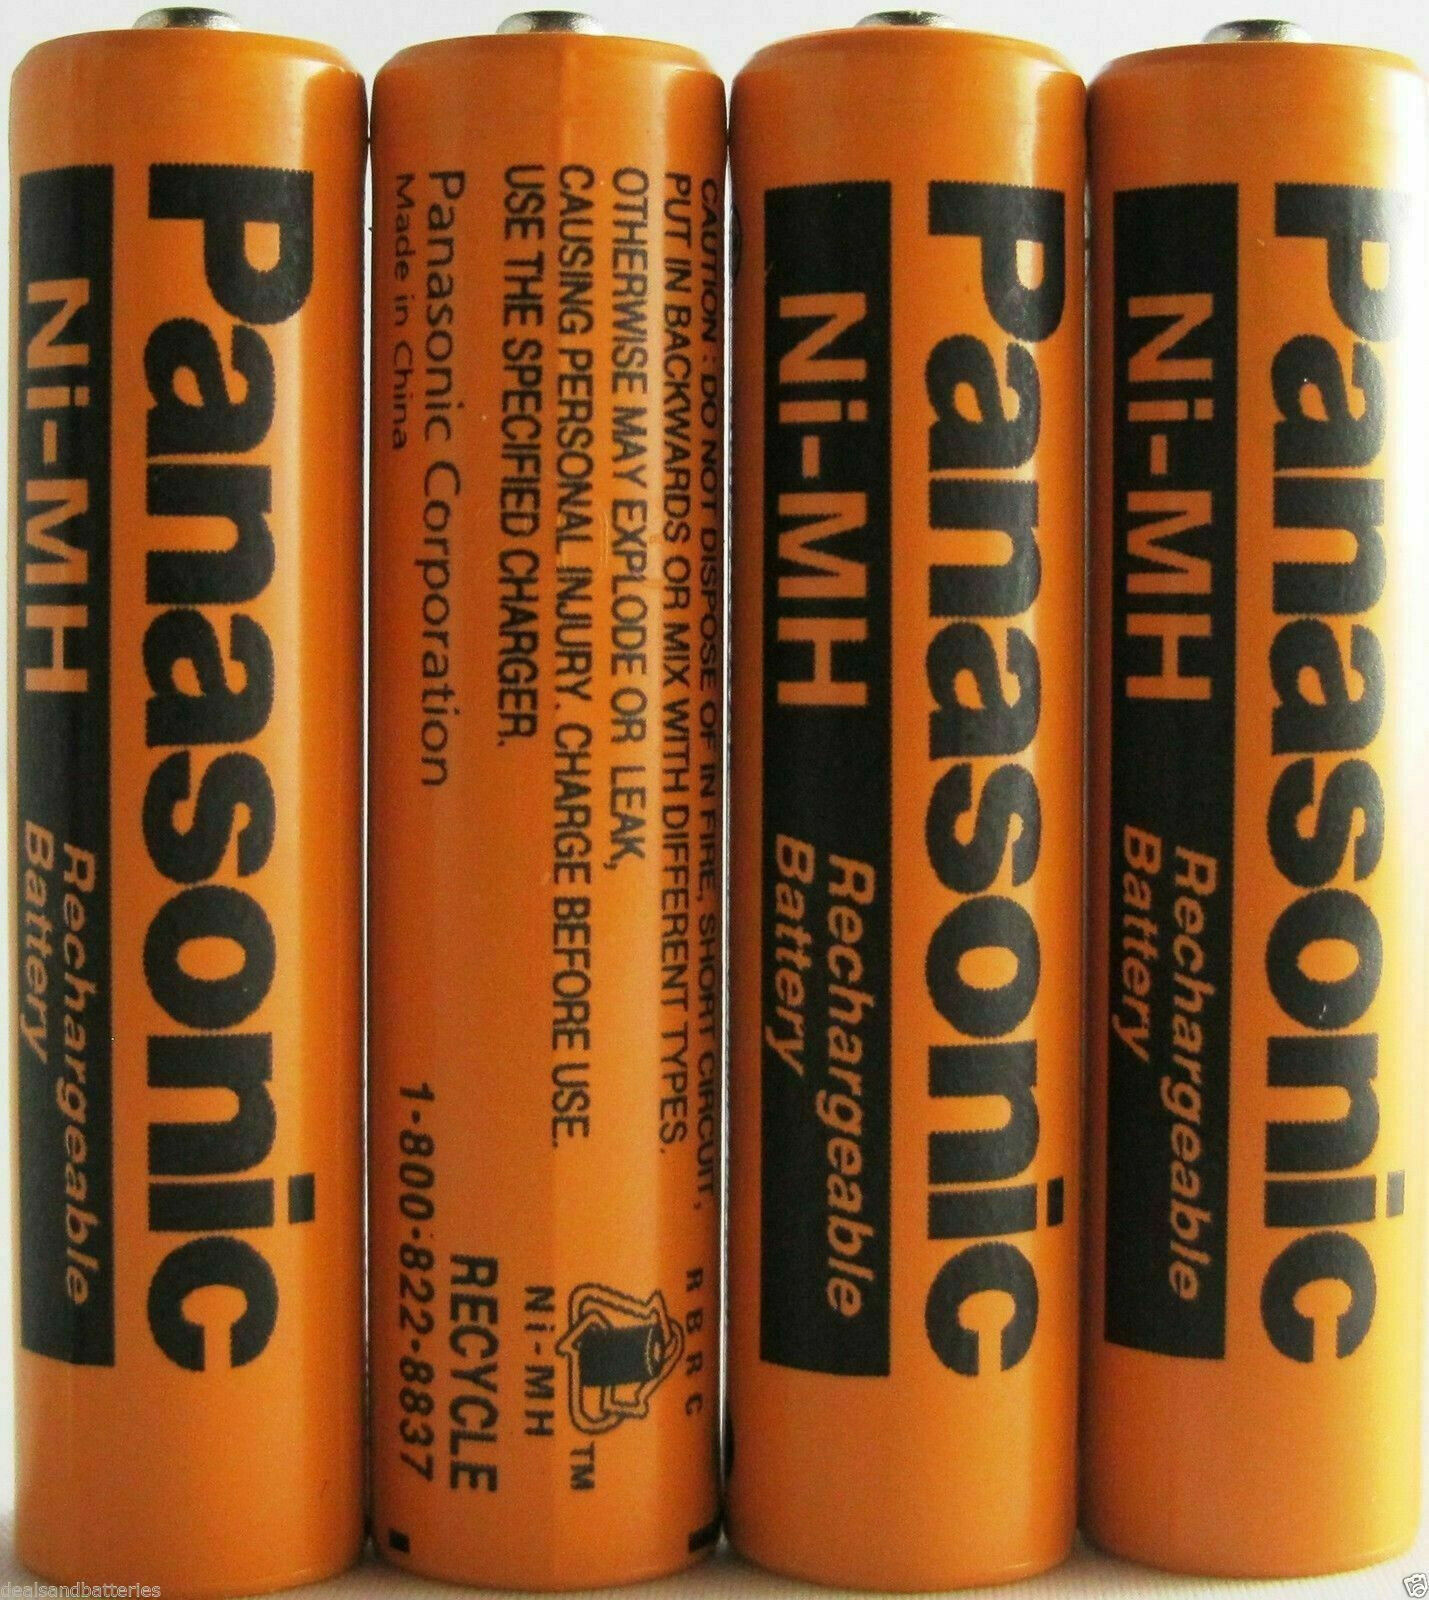 Panasonic
Ni-MH
Rechargeable
Battery
CAUTION : DO NOT DISPOSE OF IN FIRE, SHORT CIRCUIT,
PUT IN BACKWARDS OR MIX WITH DIFFERENT TYPES.
OTHERWISE MAY EXPLODE OR LEAK,
CAUSING PERSONAL INJURY. CHARGE BEFORE USE.
USE THE SPECIFIED CHARGER.
Panasonic Corporation
Made in China
RBRC
TM
Ni-MH
RECYCLE
1-800-822-8837
Panasonic
Ni-MH
Rechargeable
Battery
Panasonic
Ni-MH
Rechargeable
Battery
dealsandbatteries